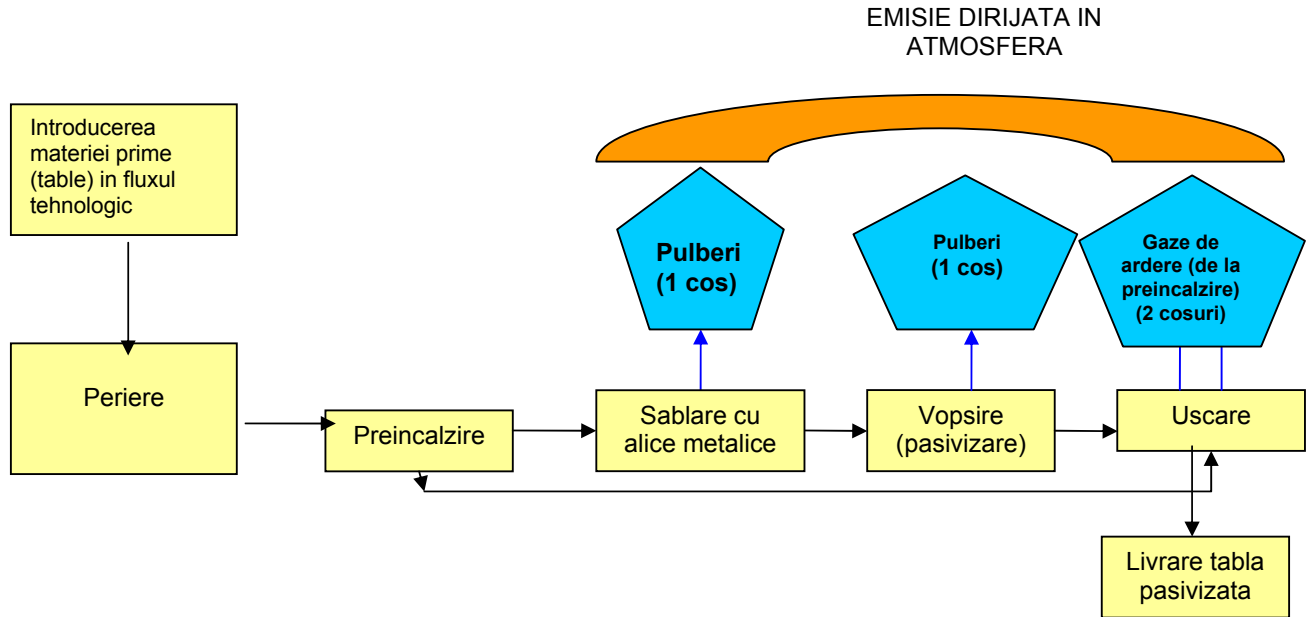 EMISIE DIRIJATA IN
ATMOSFERA
Introducerea
materiei prime
(table) in fluxul
tehnologic
Pulberi
(1 cos)
Pulberi
(1 cos)
Gaze de
ardere (de la
preincalzire)
(2 cosuri)
Periere
Preincalzire
Sablare cu
alice metalice
Vopsire
(pasivizare)
Uscare
Livrare tabla
pasivizata